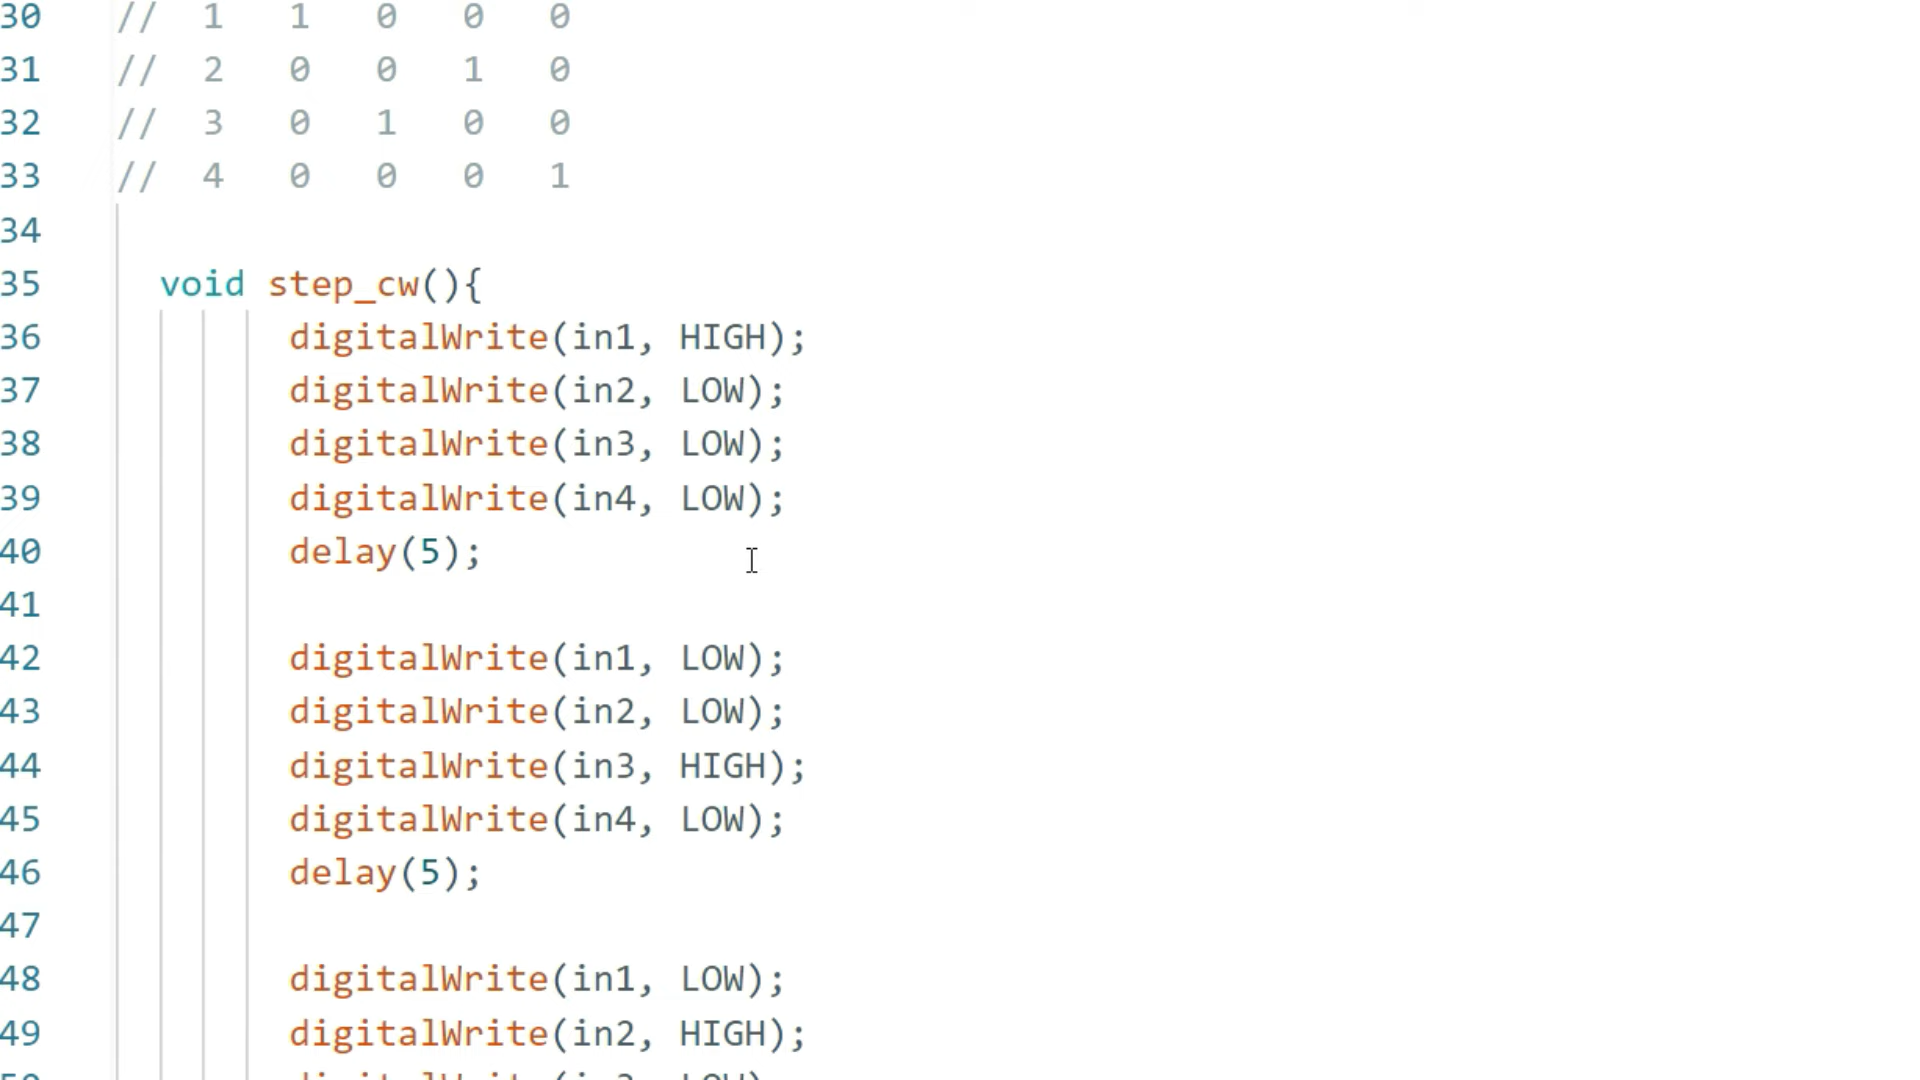 30 // 1 1 0 0 0
31 // 2 0 0 1 0
32 // 3 0 1 0 0
33 // 4 0 0 0 1
34
35 void step_cw(){
36 digitalWrite(in1, HIGH);
37 digitalWrite(in2, LOW);
38 digitalWrite(in3, LOW);
39 digitalWrite(in4, LOW);
40 delay(5);
41
42 digitalWrite(in1, LOW);
43 digitalWrite(in2, LOW);
44 digitalWrite(in3, HIGH);
45 digitalWrite(in4, LOW);
46 delay(5);
47
48 digitalWrite(in1, LOW);
49 digitalWrite(in2, HIGH);